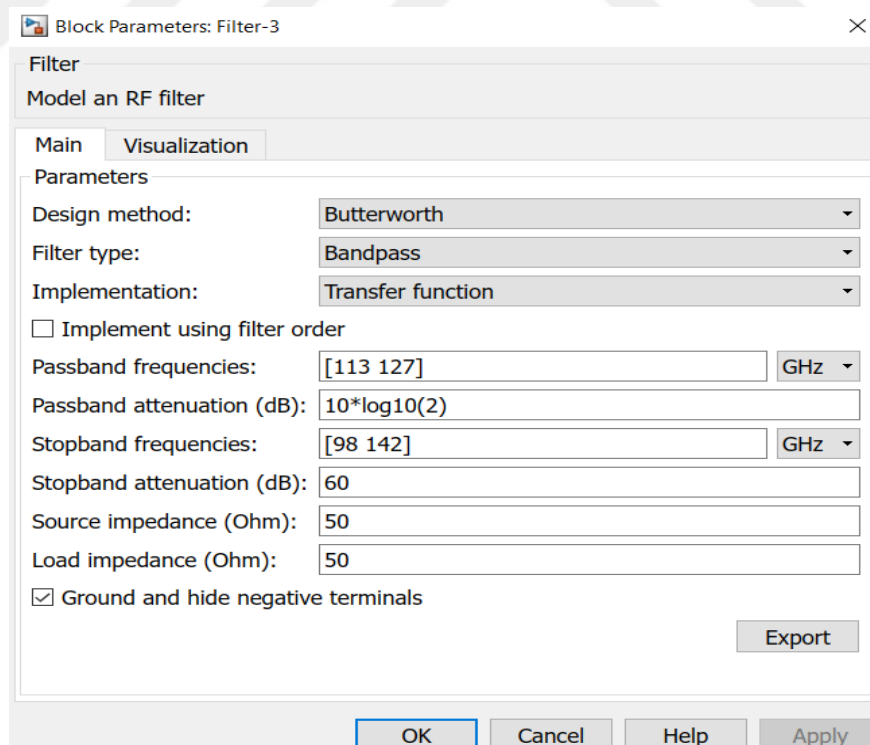 Block Parameters: Filter-3
Filter
Model an RF filter
Main Visualization
Parameters
Design method: Butterworth
Filter type: Bandpass
Implementation: Transfer function
Implement using filter order
Passband frequencies: [113 127] GHz
Passband attenuation (dB): 10*log10(2)
Stopband frequencies: [98 142] GHz
Stopband attenuation (dB): 60
Source impedance (Ohm): 50
Load impedance (Ohm): 50
Ground and hide negative terminals
Export
OK Cancel Help Apply